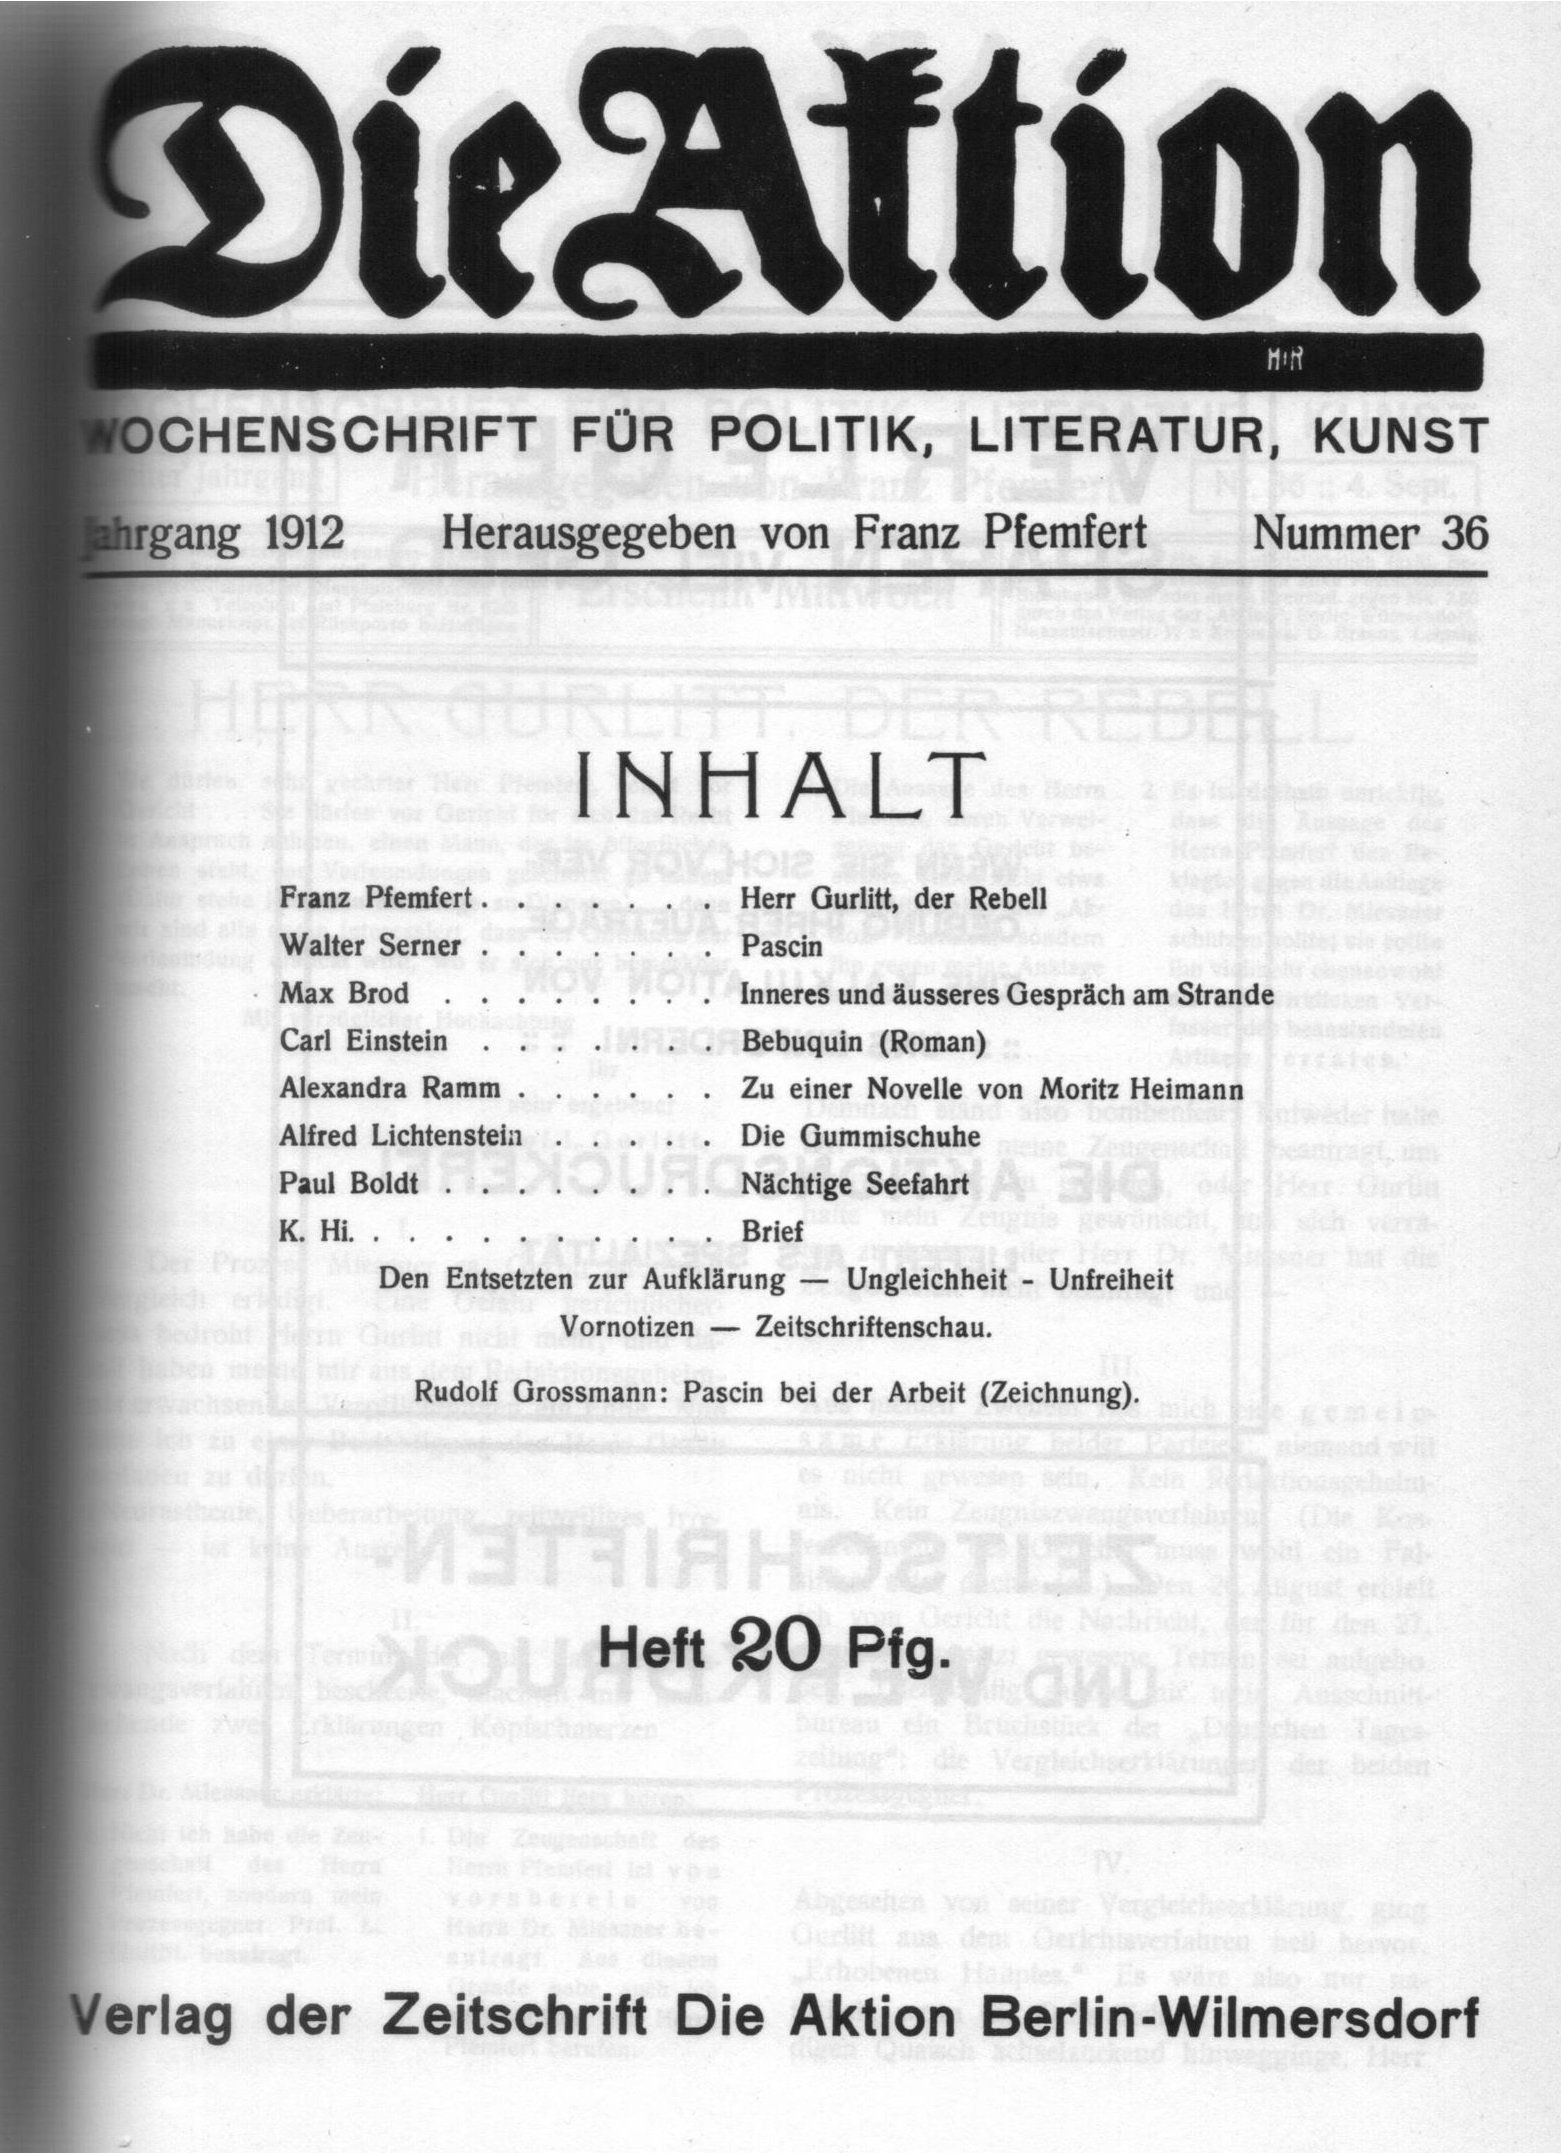 Die Aktion
WOCHENSCHRIFT FÜR POLITIK, LITERATUR, KUNST
Jahrgang 1912 Herausgegeben von Franz Pfemfert Nummer 36
INHALT
Franz Pfemfert . . . . . . . Herr Gurlitt, der Rebell
Walter Serner . . . . . . . Pascin
Max Brod . . . . . . . . Inneres und äusseres Gespräch am Strande
Carl Einstein . . . . . . . Bebuquin (Roman)
Alexandra Ramm . . . . . . Zu einer Novelle von Moritz Heimann
Alfred Lichtenstein . . . . . Die Gummischuhe
Paul Boldt . . . . . . . . Nächtige Seefahrt
K. Hi. . . . . . . . . . . Brief
Den Entsetzten zur Aufklärung — Ungleichheit - Unfreiheit
Vornotizen — Zeitschriftenschau.
Rudolf Grossmann: Pascin bei der Arbeit (Zeichnung).
Heft 20 Pfg.
Verlag der Zeitschrift Die Aktion Berlin-Wilmersdorf